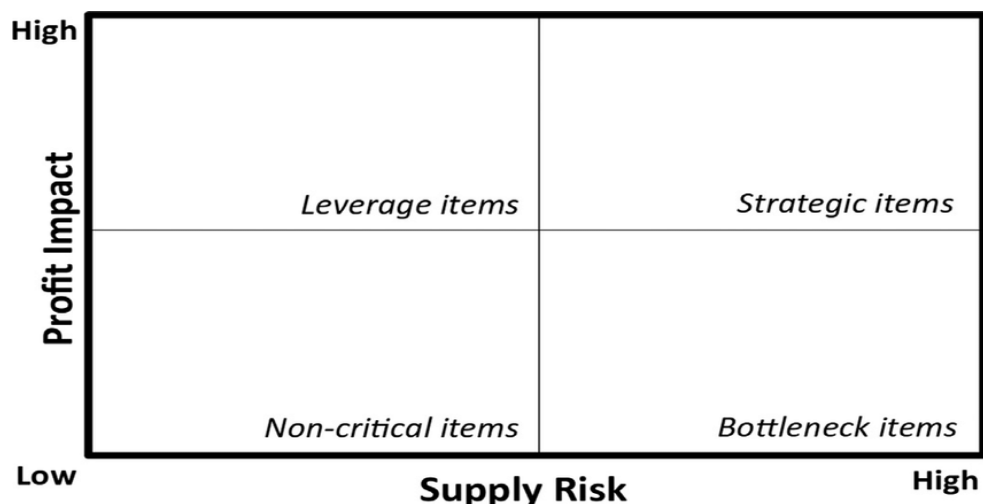 High
Profit Impact
Leverage items
Strategic items
Non-critical items
Bottleneck items
Low
Supply Risk
High